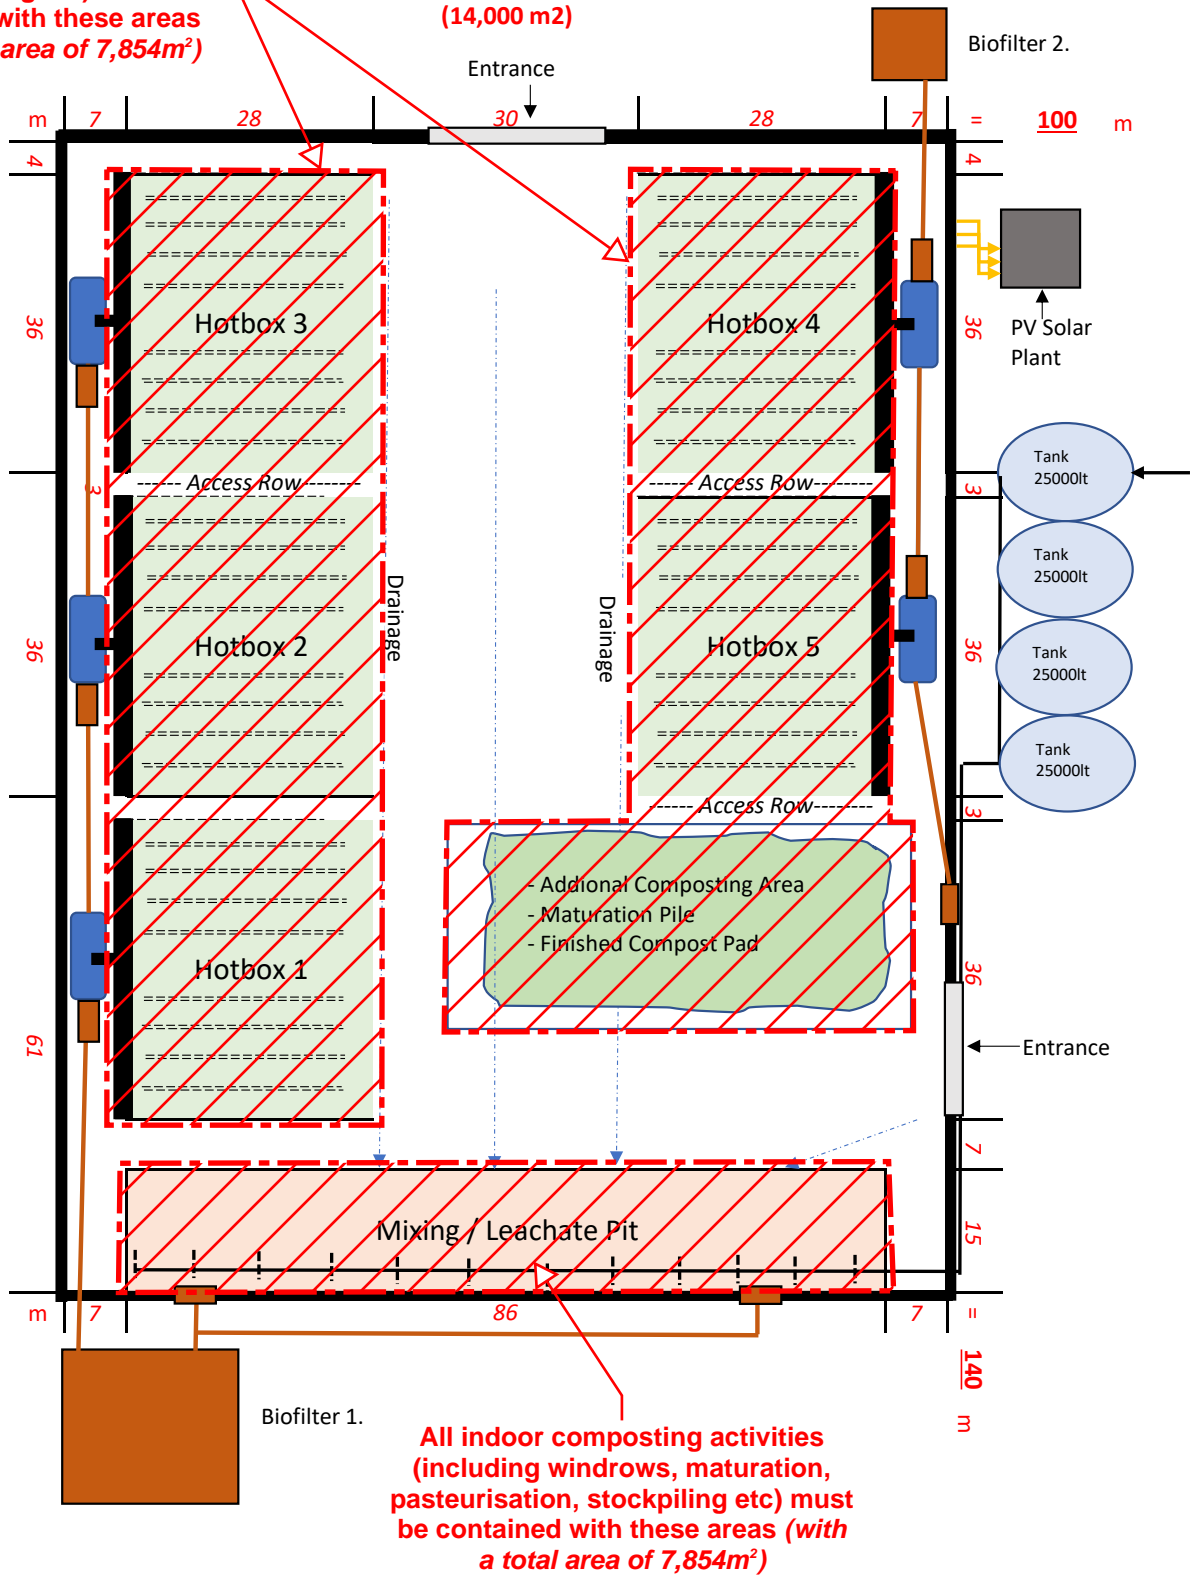 with these areas
area of 7,854m²)
(14,000 m2)
Entrance
Biofilter 2.
m 7 28 30 28 7 = 100 m
4 4
Hotbox 3
Hotbox 4
36 36
PV Solar
Plant
Tank
25000lt
3 ------ Access Row -------
------- Access Row-------
3
Tank
25000lt
Drainage
Drainage
Hotbox 2
Hotbox 5
36 36
Tank
25000lt
Tank
25000lt
------ Access Row-------
3
- Addional Composting Area
- Maturation Pile
- Finished Compost Pad
Hotbox 1
36
61
Entrance
7
Mixing / Leachate Pit
15
m 7 86 7 =
140
m
Biofilter 1.
All indoor composting activities
(including windrows, maturation,
pasteurisation, stockpiling etc) must
be contained with these areas (with
a total area of 7,854m²)